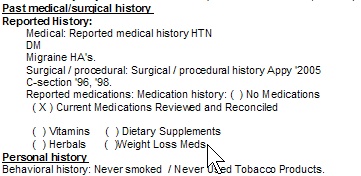 Past medical/surgical history
Reported History:
Medical: Reported medical history HTN
DM
Migraine HA's.
Surgical / procedural: Surgical / procedural history Appy '2005
C-section '96, '98.
Reported medications: Medication history: ( ) No Medications
( X ) Current Medications Reviewed and Reconciled
( ) Vitamins ( ) Dietary Supplements
( ) Herbals ( )Weight Loss Meds
Personal history
Behavioral history: Never smoked / Never Used Tobacco Products.